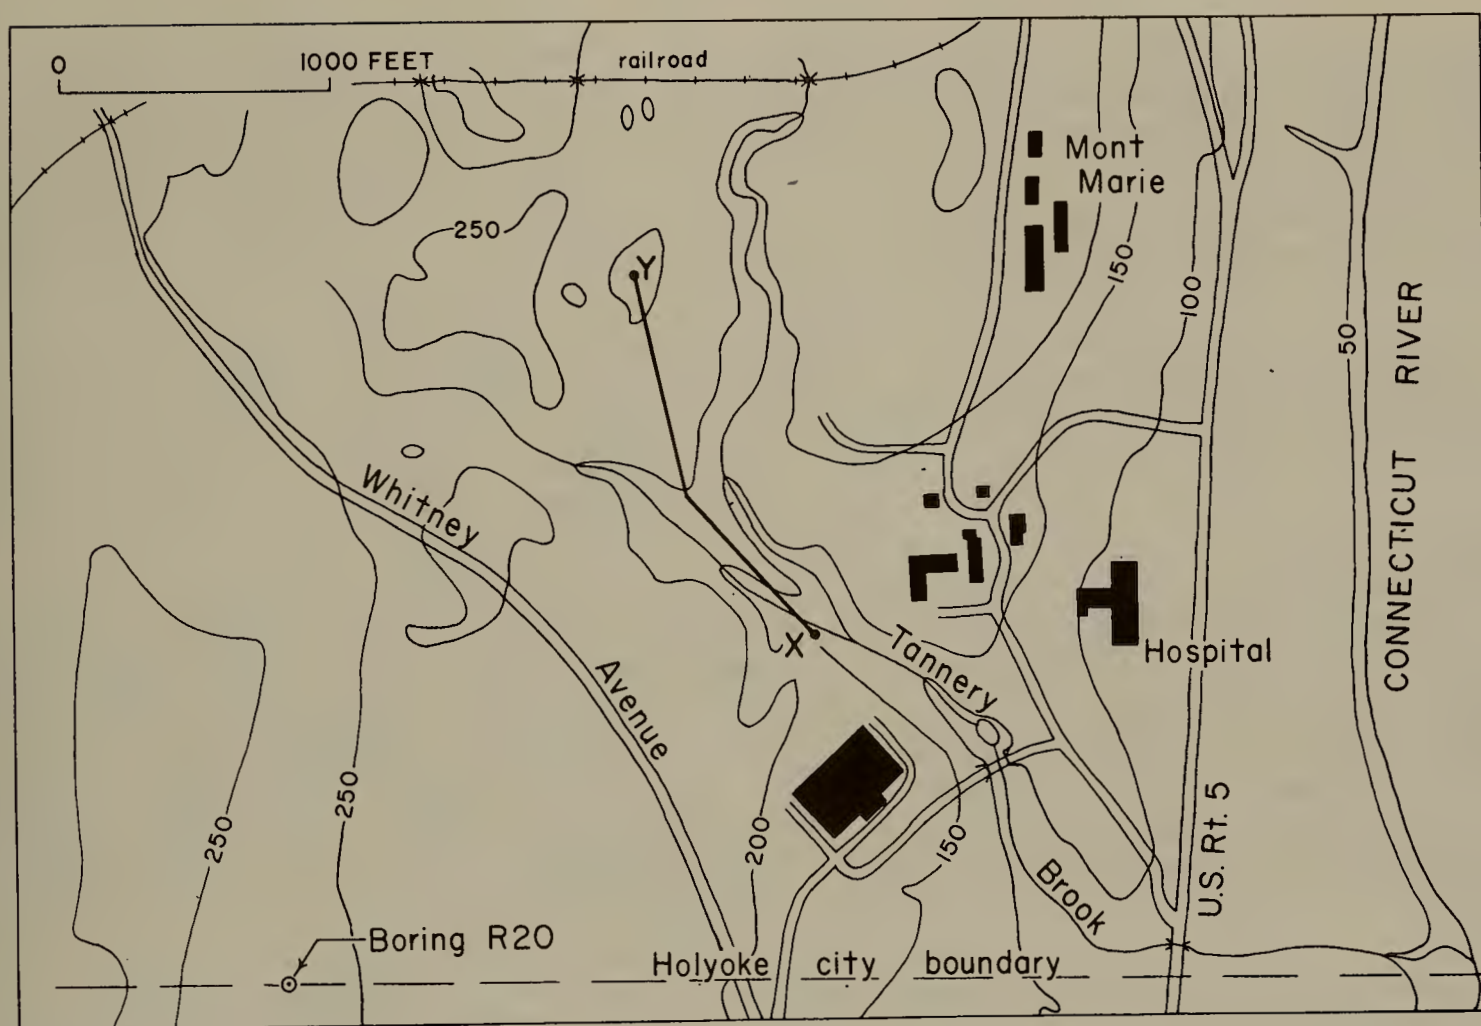 0 1000 FEET
railroad
Mont
Marie
250
Y
150
100
50
CONNECTICUT RIVER
Whitney
Avenue
X
Tannery
Brook
Hospital
250
250
200
150
U.S. Rt. 5
Boring R20
Holyoke city boundary